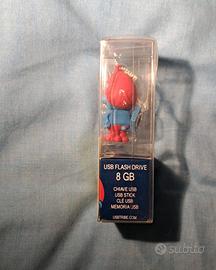 USB FLASH DRIVE
8 GB
CHIAVE USB
USB STICK
CLÉ USB
MEMORIA USB
USBTRIBE.COM
subito